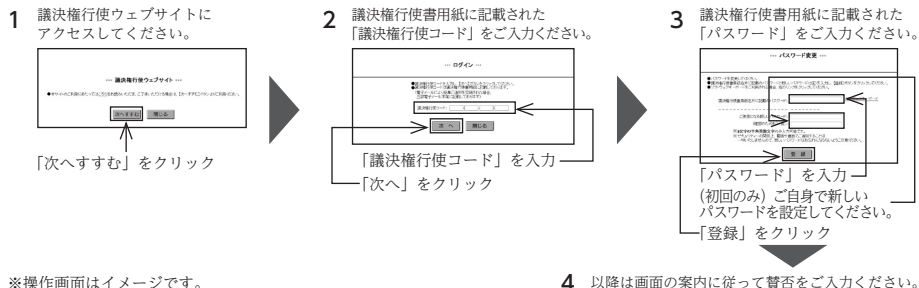 1 議決権行使ウェブサイトに
アクセスしてください。
… 議決権行使ウェブサイト …
次へすすむ 閉じる
「次へすすむ」をクリック
2 議決権行使書用紙に記載された
「議決権行使コード」をご入力ください。
… ログイン …
議決権行使コード：
次 へ 閉じる
「議決権行使コード」を入力
「次へ」をクリック
3 議決権行使書用紙に記載された
「パスワード」をご入力ください。
… パスワード変更 …
登 録
「パスワード」を入力
(初回のみ) ご自身で新しい
パスワードを設定してください。
「登録」をクリック
※操作画面はイメージです。
4 以降は画面の案内に従って賛否をご入力ください。